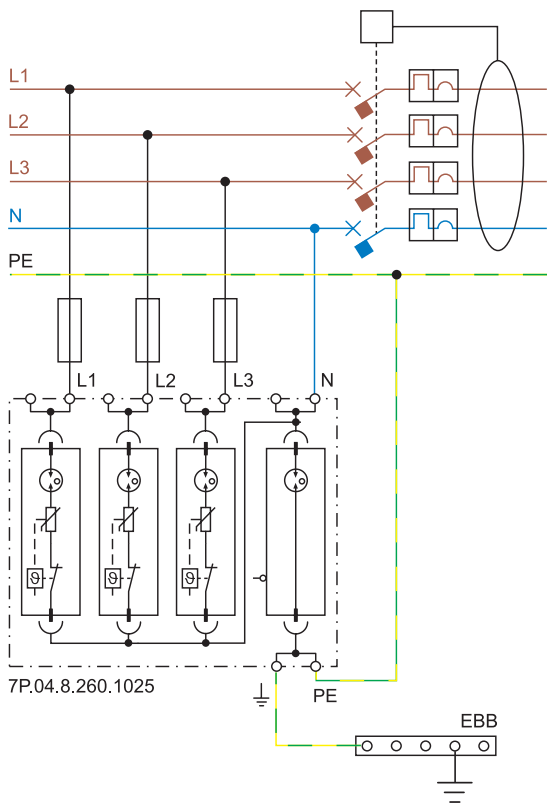 L1
L2
L3
N
PE
L1 L2 L3 N
ϑ ϑ ϑ
7P.04.8.260.1025
PE
EBB